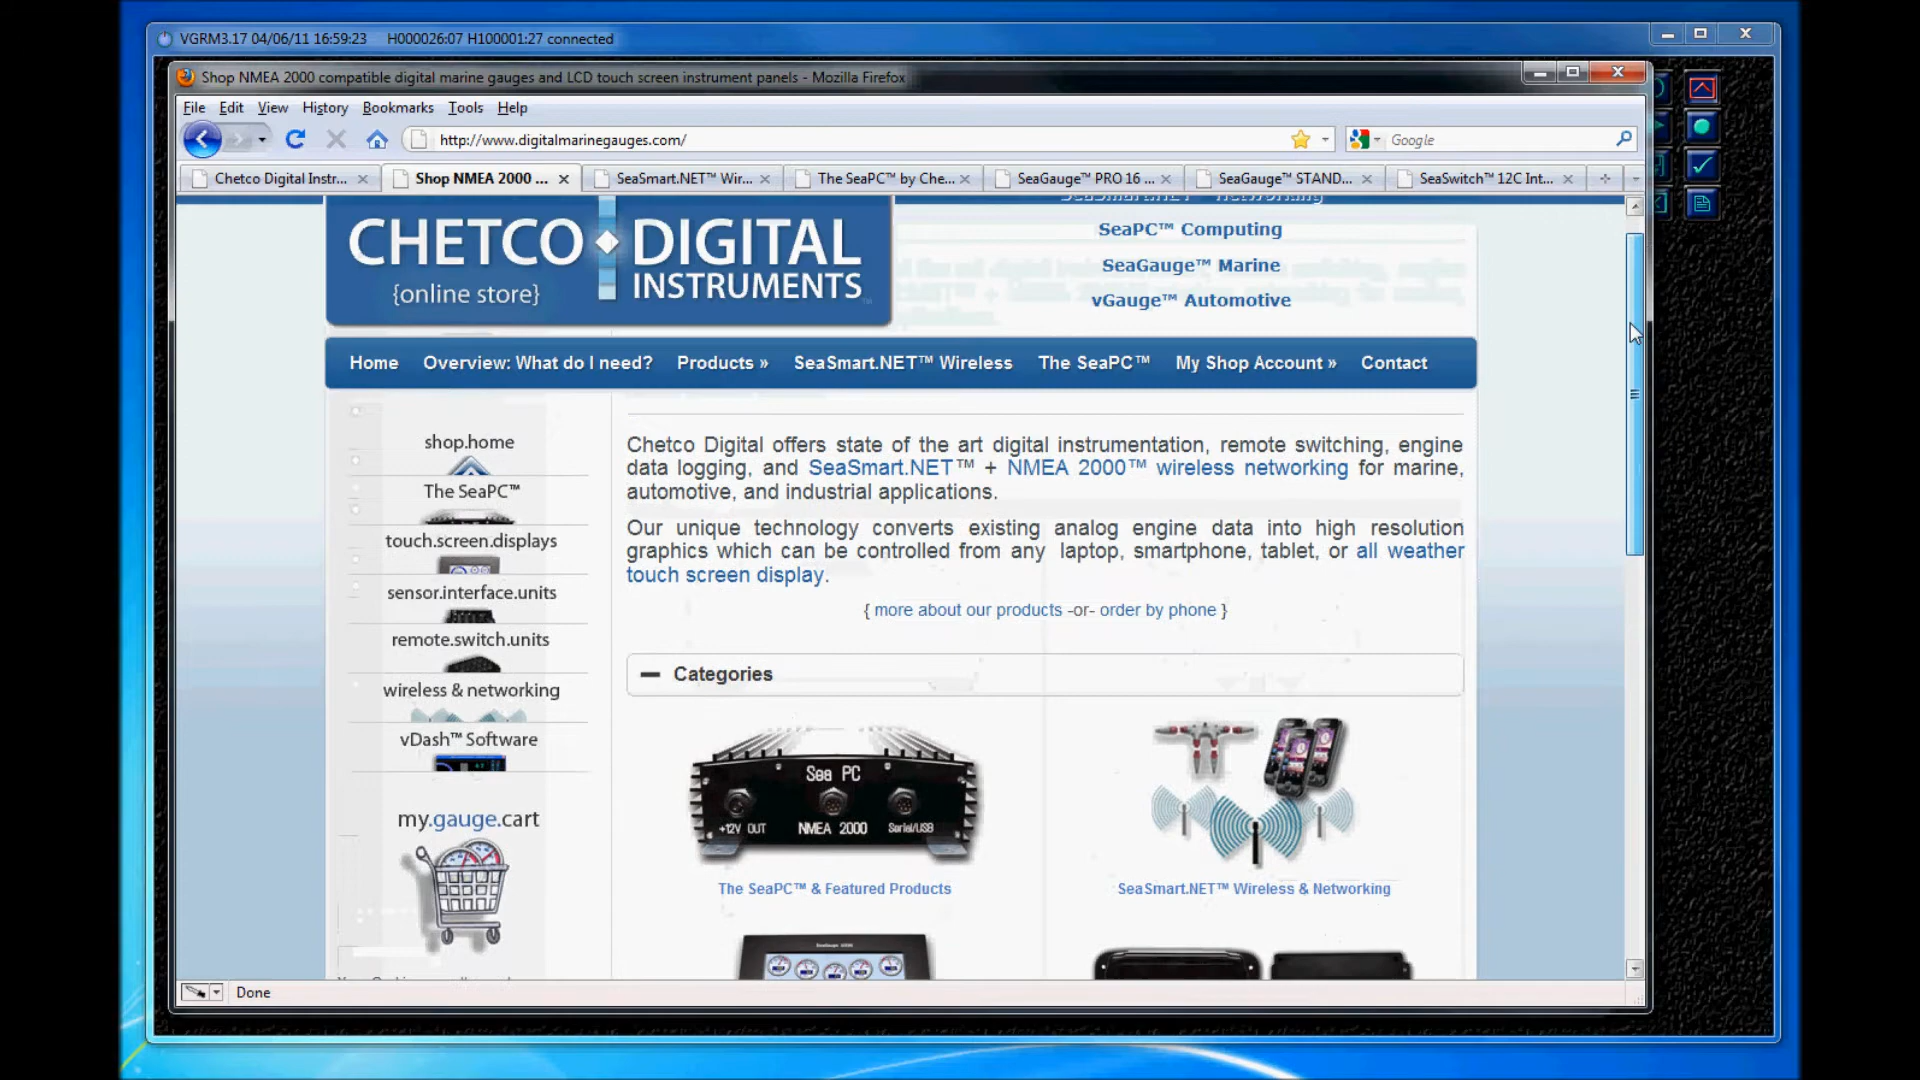 VGRM3.17 04/06/11 16:59:23 H000026:07 H100001:27 connected
Shop NMEA 2000 compatible digital marine gauges and LCD touch screen instrument panels - Mozilla Firefox
File Edit View History Bookmarks Tools Help
http://www.digitalmarinegauges.com/
Google
Chetco Digital Instr...
Shop NMEA 2000 ...
SeaSmart.NET™ Wir...
The SeaPC™ by Che...
SeaGauge™ PRO 16 ...
SeaGauge™ STAND...
SeaSwitch™ 12C Int...
CHETCO DIGITAL
INSTRUMENTS™
{online store}
SeaSmart.NET™ Networking
SeaPC™ Computing
SeaGauge™ Marine
vGauge™ Automotive
Home Overview: What do I need? Products » SeaSmart.NET™ Wireless The SeaPC™ My Shop Account » Contact
shop.home
The SeaPC™
touch.screen.displays
sensor.interface.units
remote.switch.units
wireless & networking
vDash™ Software
my.gauge.cart
Chetco Digital offers state of the art digital instrumentation, remote switching, engine
data logging, and SeaSmart.NET™ + NMEA 2000™ wireless networking for marine,
automotive, and industrial applications.
Our unique technology converts existing analog engine data into high resolution
graphics which can be controlled from any laptop, smartphone, tablet, or all weather
touch screen display.
{ more about our products -or- order by phone }
Categories
Sea PC
+12V OUT NMEA 2000 Serial/USB
The SeaPC™ & Featured Products
SeaSmart.NET™ Wireless & Networking
Done